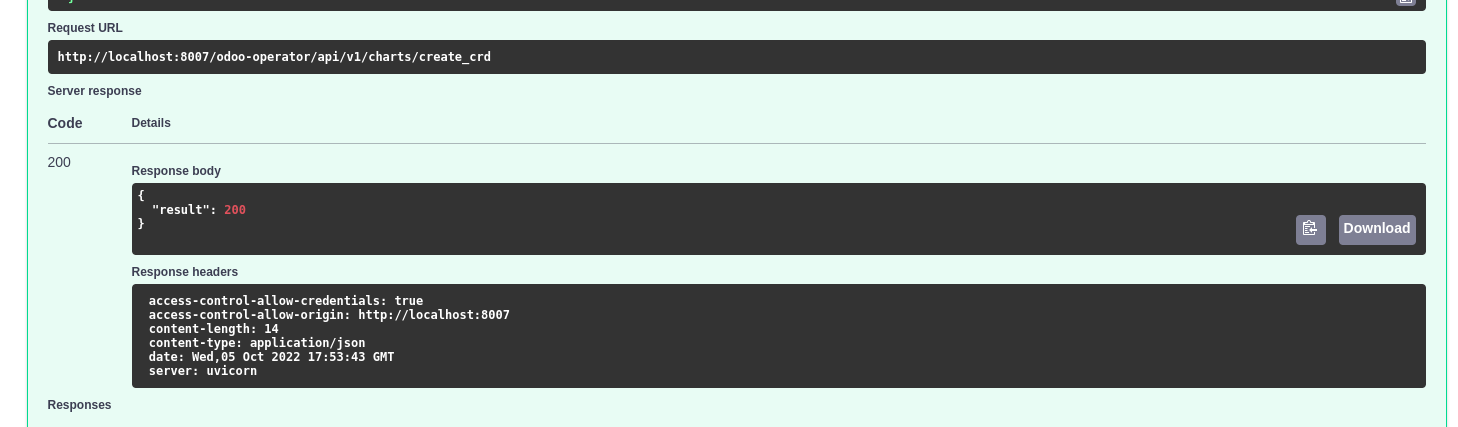 Request URL
http://localhost:8007/odoo-operator/api/v1/charts/create_crd
Server response
Code Details
200
Response body
{
"result": 200
}
Download
Response headers
access-control-allow-credentials: true
access-control-allow-origin: http://localhost:8007
content-length: 14
content-type: application/json
date: Wed,05 Oct 2022 17:53:43 GMT
server: uvicorn
Responses